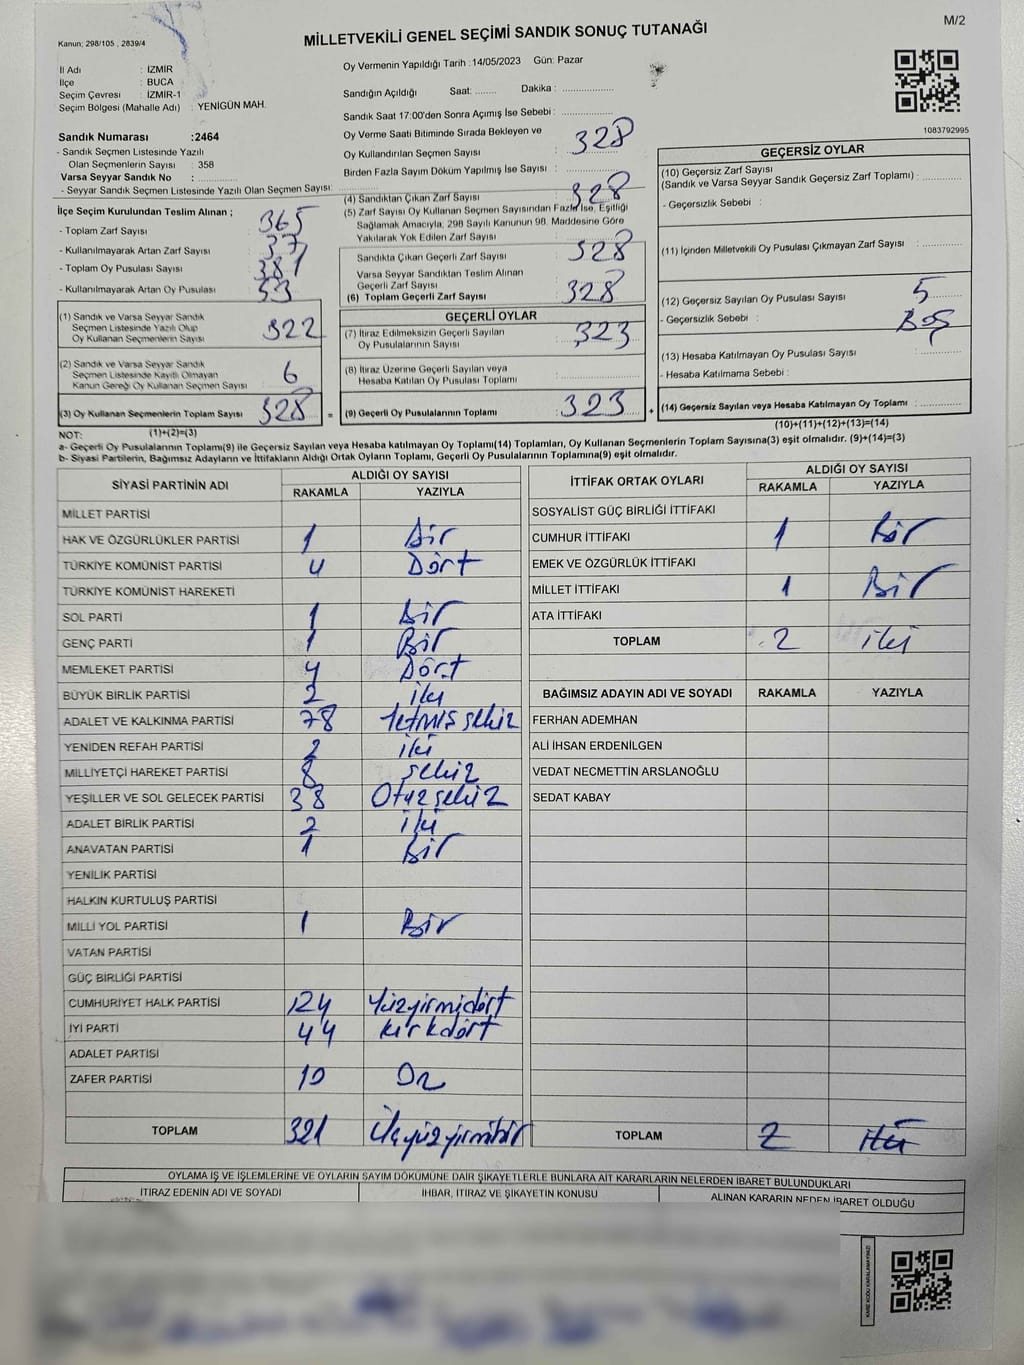 M/2
Kanun: 298/105 , 2839/4
MİLLETVEKİLİ GENEL SEÇİMİ SANDIK SONUÇ TUTANAĞI
İl Adı : İZMİR
İlçe : BUCA
Seçim Çevresi : İZMİR-1
Seçim Bölgesi (Mahalle Adı) : YENİGÜN MAH.
Sandık Numarası :2464
- Sandık Seçmen Listesinde Yazılı
Olan Seçmenlerin Sayısı : 358
Varsa Seyyar Sandık No :
- Seyyar Sandık Seçmen Listesinde Yazılı Olan Seçmen Sayısı:
Oy Vermenin Yapıldığı Tarih :14/05/2023 Gün: Pazar
Sandığın Açıldığı Saat: ........ Dakika : ................
Sandık Saat 17:00'den Sonra Açımış İse Sebebi :
Oy Verme Saati Bitiminde Sırada Bekleyen ve
Oy Kullandırılan Seçmen Sayısı 328
Birden Fazla Sayım Döküm Yapılmış İse Sayısı :
1083792995
İlçe Seçim Kurulundan Teslim Alınan ;
- Toplam Zarf Sayısı 365
- Kullanılmayarak Artan Zarf Sayısı 37
- Toplam Oy Pusulası Sayısı 381
- Kullanılmayarak Artan Oy Pusulası 53
(1) Sandık ve Varsa Seyyar Sandık
Seçmen Listesinde Yazılı Olup
Oy Kullanan Seçmenlerin Sayısı 322
(2) Sandık ve Varsa Seyyar Sandık
Seçmen Listesinde Kayıtlı Olmayan
Kanun Gereği Oy Kullanan Seçmen Sayısı 6
(3) Oy Kullanan Seçmenlerin Toplam Sayısı 328 =
(1)+(2)=(3)
(4) Sandıktan Çıkan Zarf Sayısı 328
(5) Zarf Sayısı Oy Kullanan Seçmen Sayısından Fazla İse, Eşitliği
Sağlamak Amacıyla, 298 Sayılı Kanunun 98. Maddesine Göre
Yakılarak Yok Edilen Zarf Sayısı
Sandıkta Çıkan Geçerli Zarf Sayısı 328
Varsa Seyyar Sandıktan Teslim Alınan
Geçerli Zarf Sayısı
(6) Toplam Geçerli Zarf Sayısı 328
GEÇERLİ OYLAR
(7) İtiraz Edilmeksizin Geçerli Sayılan
Oy Pusulalarının Sayısı 323
(8) İtiraz Üzerine Geçerli Sayılan veya
Hesaba Katılan Oy Pusulası Toplamı
(9) Geçerli Oy Pusulalarının Toplamı : 323 +
GEÇERSİZ OYLAR
(10) Geçersiz Zarf Sayısı
(Sandık ve Varsa Seyyar Sandık Geçersiz Zarf Toplamı) :
- Geçersizlik Sebebi :
(11) İçinden Milletvekili Oy Pusulası Çıkmayan Zarf Sayısı
(12) Geçersiz Sayılan Oy Pusulası Sayısı : 5
- Geçersizlik Sebebi : Boş
(13) Hesaba Katılmayan Oy Pusulası Sayısı :
- Hesaba Katılmama Sebebi :
(14) Geçersiz Sayılan veya Hesaba Katılmayan Oy Toplamı :
(10)+(11)+(12)+(13)=(14)
NOT:
a- Geçerli Oy Pusulalarının Toplamı(9) ile Geçersiz Sayılan veya Hesaba katılmayan Oy Toplamı(14) Toplamları, Oy Kullanan Seçmenlerin Toplam Sayısına(3) eşit olmalıdır. (9)+(14)=(3)
b- Siyasi Partilerin, Bağımsız Adayların ve İttifakların Aldığı Ortak Oyların Toplamı, Geçerli Oy Pusulalarının Toplamına(9) eşit olmalıdır.
SİYASİ PARTİNİN ADI ALDIĞI OY SAYISI
RAKAMLA YAZIYLA
MİLLET PARTİSİ
HAK VE ÖZGÜRLÜKLER PARTİSİ 1 Bir
TÜRKİYE KOMÜNİST PARTİSİ 4 Dört
TÜRKİYE KOMÜNİST HAREKETİ
SOL PARTİ 1 Bir
GENÇ PARTİ 1 Bir
MEMLEKET PARTİSİ 4 Dört
BÜYÜK BİRLİK PARTİSİ 2 iki
ADALET VE KALKINMA PARTİSİ 78 Yetmiş sekiz
YENİDEN REFAH PARTİSİ 2 iki
MİLLİYETÇİ HAREKET PARTİSİ 8 sekiz
YEŞİLLER VE SOL GELECEK PARTİSİ 38 Otuz sekiz
ADALET BİRLİK PARTİSİ 2 iki
ANAVATAN PARTİSİ 1 Bir
YENİLİK PARTİSİ
HALKIN KURTULUŞ PARTİSİ
MİLLİ YOL PARTİSİ 1 Bir
VATAN PARTİSİ
GÜÇ BİRLİĞİ PARTİSİ
CUMHURİYET HALK PARTİSİ 124 Yüzyirmidört
İYİ PARTİ 44 kırkdört
ADALET PARTİSİ
ZAFER PARTİSİ 10 On
TOPLAM 321 Üçyüzyirmibir
İTTİFAK ORTAK OYLARI ALDIĞI OY SAYISI
RAKAMLA YAZIYLA
SOSYALİST GÜÇ BİRLİĞİ İTTİFAKI
CUMHUR İTTİFAKI 1 Bir
EMEK VE ÖZGÜRLÜK İTTİFAKI
MİLLET İTTİFAKI 1 Bir
ATA İTTİFAKI
TOPLAM 2 iki
BAĞIMSIZ ADAYIN ADI VE SOYADI RAKAMLA YAZIYLA
FERHAN ADEMHAN
ALİ İHSAN ERDENİLGEN
VEDAT NECMETTİN ARSLANOĞLU
SEDAT KABAY
TOPLAM 2
OYLAMA İŞ VE İŞLEMLERİNE VE OYLARIN SAYIM DÖKÜMÜNE DAİR ŞİKAYETLERLE BUNLARA AİT KARARLARIN NELERDEN İBARET BULUNDUKLARI
İTİRAZ EDENİN ADI VE SOYADI İHBAR, İTİRAZ VE ŞİKAYETİN KONUSU ALINAN KARARIN NEDEN İBARET OLDUĞU
KARE KODU KARALAMAYINIZ!